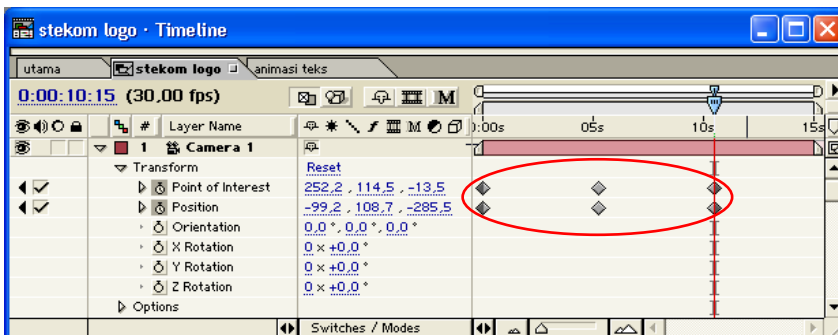 stekom logo · Timeline
utama stekom logo animasi teks
0:00:10:15 (30,00 fps) M
# Layer Name M :00s 05s 10s 15s
1 Camera 1
Transform Reset
Point of Interest 252,2 , 114,5 , -13,5
Position -99,2 , 108,7 , -285,5
Orientation 0,0 °, 0,0 °, 0,0 °
X Rotation 0 x +0,0 °
Y Rotation 0 x +0,0 °
Z Rotation 0 x +0,0 °
Options
Switches / Modes